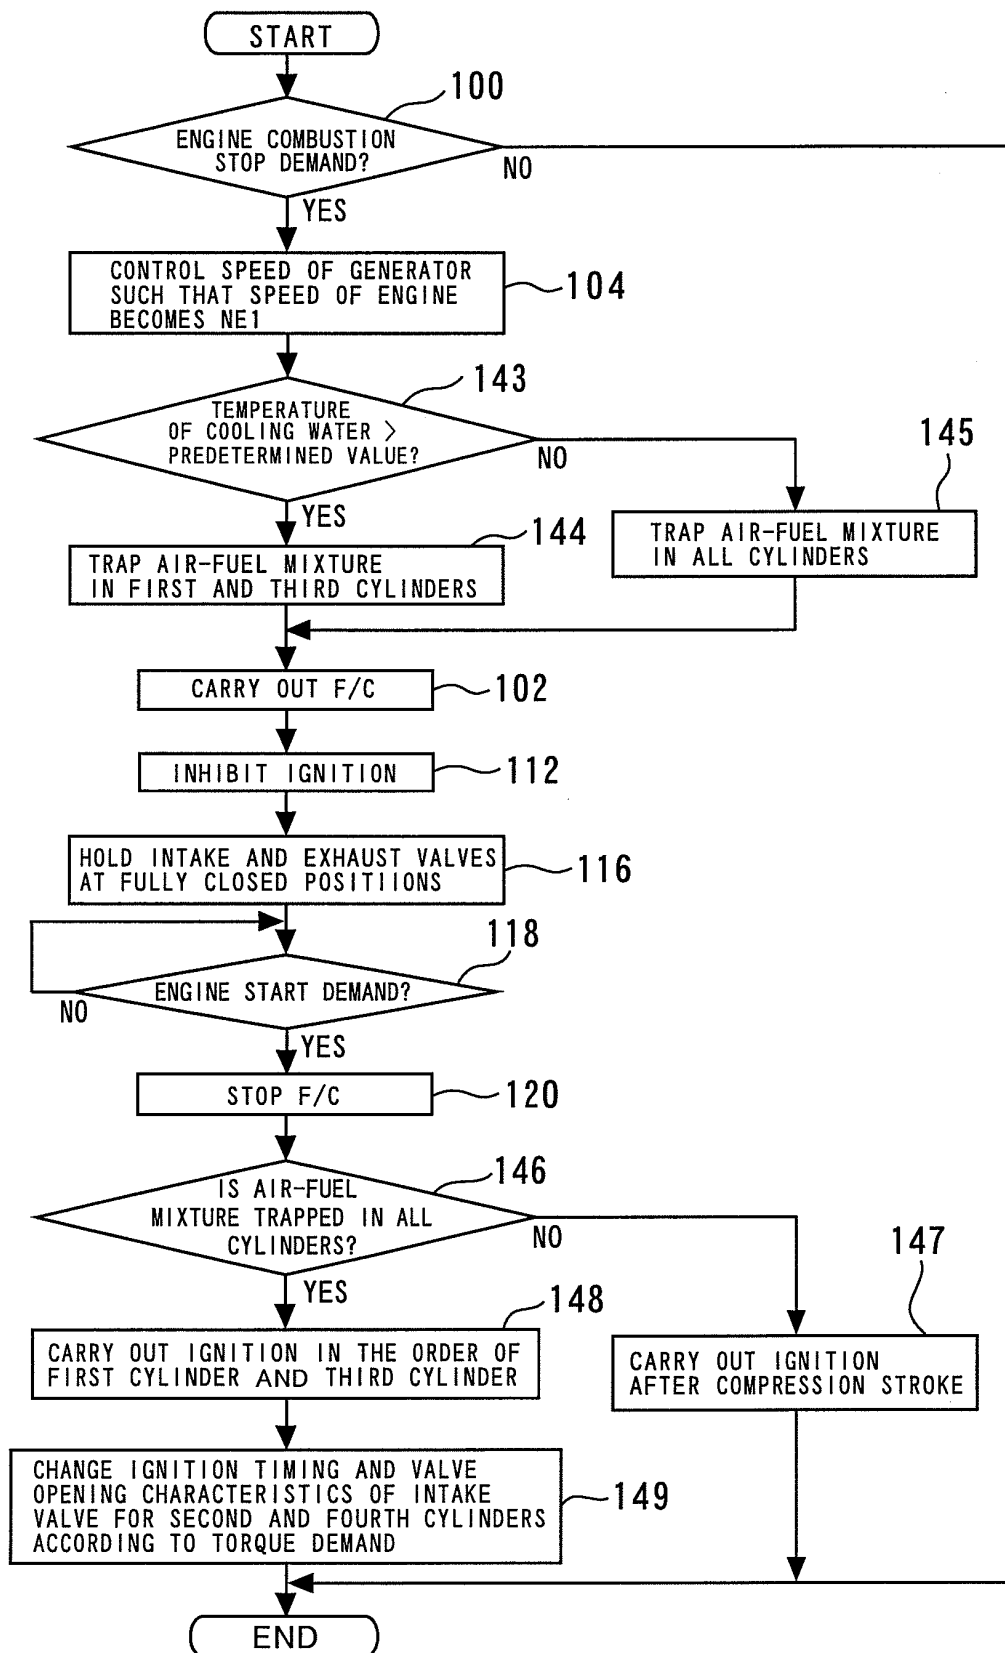 START
100
ENGINE COMBUSTION
STOP DEMAND?
NO
YES
CONTROL SPEED OF GENERATOR
SUCH THAT SPEED OF ENGINE
BECOMES NE1
104
143
TEMPERATURE
OF COOLING WATER >
PREDETERMINED VALUE?
NO
YES
145
TRAP AIR-FUEL MIXTURE
IN ALL CYLINDERS
144
TRAP AIR-FUEL MIXTURE
IN FIRST AND THIRD CYLINDERS
CARRY OUT F/C
102
INHIBIT IGNITION
112
HOLD INTAKE AND EXHAUST VALVES
AT FULLY CLOSED POSITIIONS
116
118
ENGINE START DEMAND?
NO
YES
STOP F/C
120
146
IS AIR-FUEL
MIXTURE TRAPPED IN ALL
CYLINDERS?
NO
YES
147
148
CARRY OUT IGNITION IN THE ORDER OF
FIRST CYLINDER AND THIRD CYLINDER
CARRY OUT IGNITION
AFTER COMPRESSION STROKE
CHANGE IGNITION TIMING AND VALVE
OPENING CHARACTERISTICS OF INTAKE
VALVE FOR SECOND AND FOURTH CYLINDERS
ACCORDING TO TORQUE DEMAND
149
END